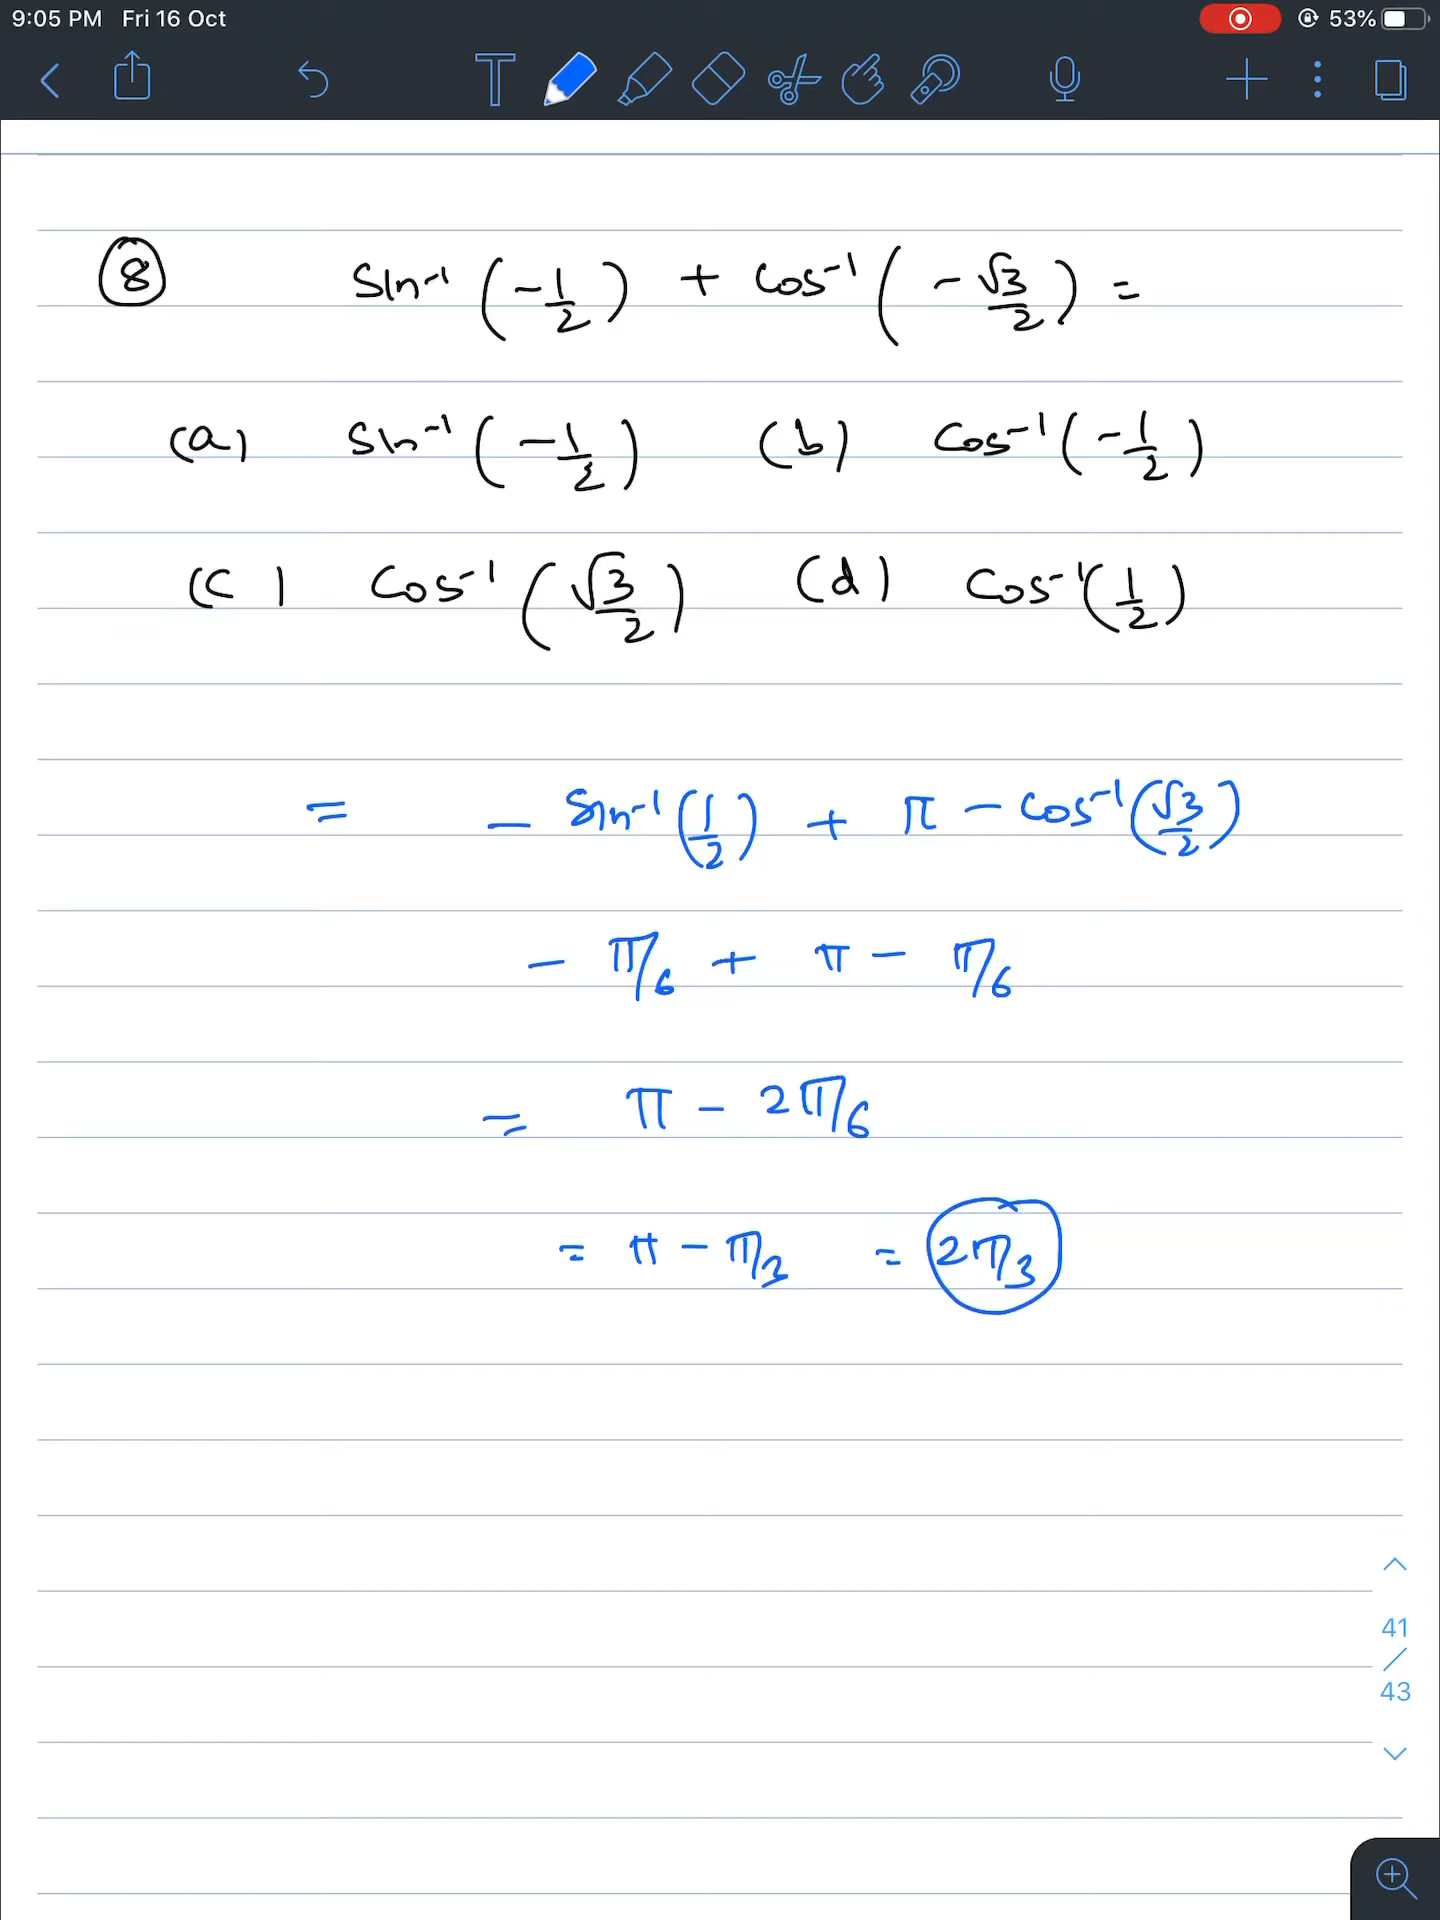 9:05 PM Fri 16 Oct 53%
T
8 Sin⁻¹(-1/2) + Cos⁻¹(-√3/2) =
(a) Sin⁻¹(-1/2) (b) Cos⁻¹(-1/2)
(c) Cos⁻¹(√3/2) (d) Cos⁻¹(1/2)
= - Sin⁻¹(1/2) + π - Cos⁻¹(√3/2)
- π/6 + π - π/6
= π - 2π/6
= π - π/3 = 2π/3
41
/
43